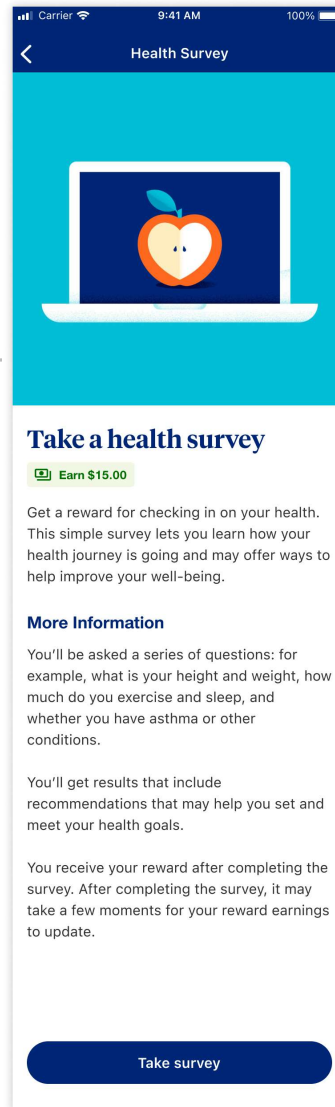 Carrier 9:41 AM 100%
Health Survey
Take a health survey
Earn $15.00
Get a reward for checking in on your health.
This simple survey lets you learn how your
health journey is going and may offer ways to
help improve your well-being.
More Information
You'll be asked a series of questions: for
example, what is your height and weight, how
much do you exercise and sleep, and
whether you have asthma or other
conditions.
You'll get results that include
recommendations that may help you set and
meet your health goals.
You receive your reward after completing the
survey. After completing the survey, it may
take a few moments for your reward earnings
to update.
Take survey